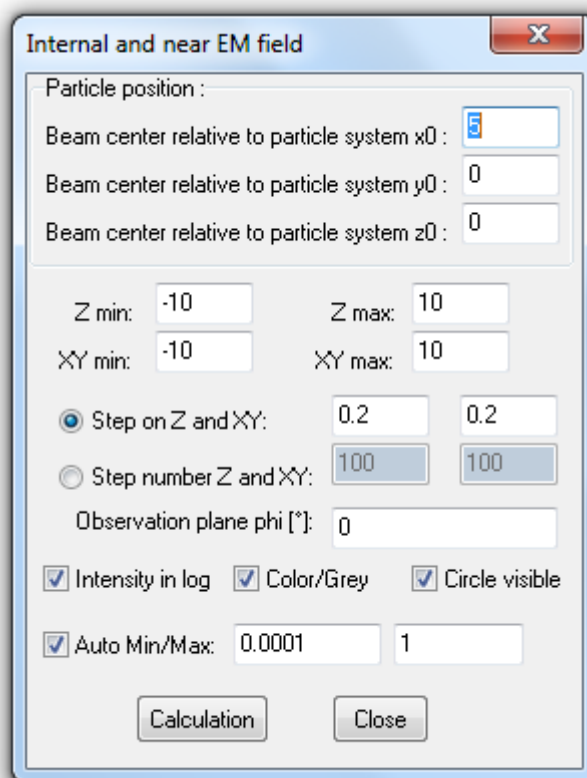 Internal and near EM field
Particle position :
Beam center relative to particle system x0 : 5
Beam center relative to particle system y0 : 0
Beam center relative to particle system z0 : 0
Z min: -10 Z max: 10
XY min: -10 XY max: 10
Step on Z and XY: 0.2 0.2
Step number Z and XY: 100 100
Observation plane phi [°]: 0
Intensity in log Color/Grey Circle visible
Auto Min/Max: 0.0001 1
Calculation Close